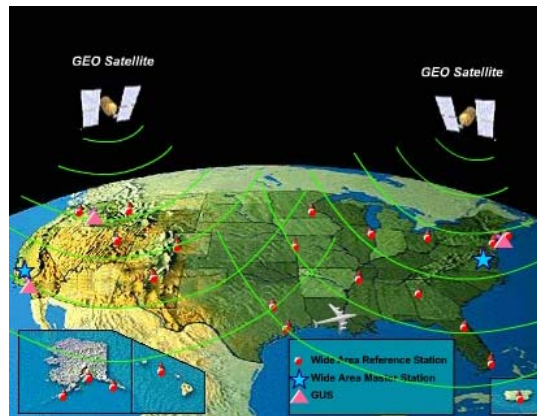 GEO Satellite
GEO Satellite
Wide Area Reference Station
Wide Area Master Station
GUS